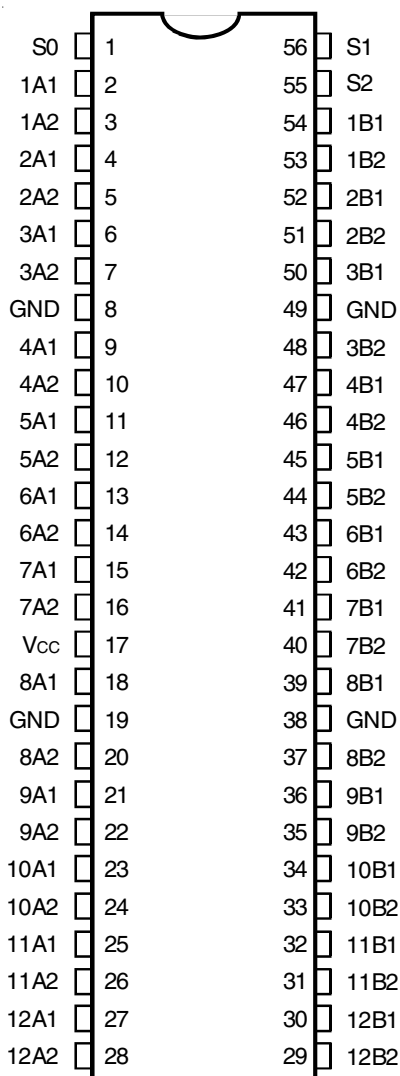 S0 1 56 S1
1A1 2 55 S2
1A2 3 54 1B1
2A1 4 53 1B2
2A2 5 52 2B1
3A1 6 51 2B2
3A2 7 50 3B1
GND 8 49 GND
4A1 9 48 3B2
4A2 10 47 4B1
5A1 11 46 4B2
5A2 12 45 5B1
6A1 13 44 5B2
6A2 14 43 6B1
7A1 15 42 6B2
7A2 16 41 7B1
VCC 17 40 7B2
8A1 18 39 8B1
GND 19 38 GND
8A2 20 37 8B2
9A1 21 36 9B1
9A2 22 35 9B2
10A1 23 34 10B1
10A2 24 33 10B2
11A1 25 32 11B1
11A2 26 31 11B2
12A1 27 30 12B1
12A2 28 29 12B2